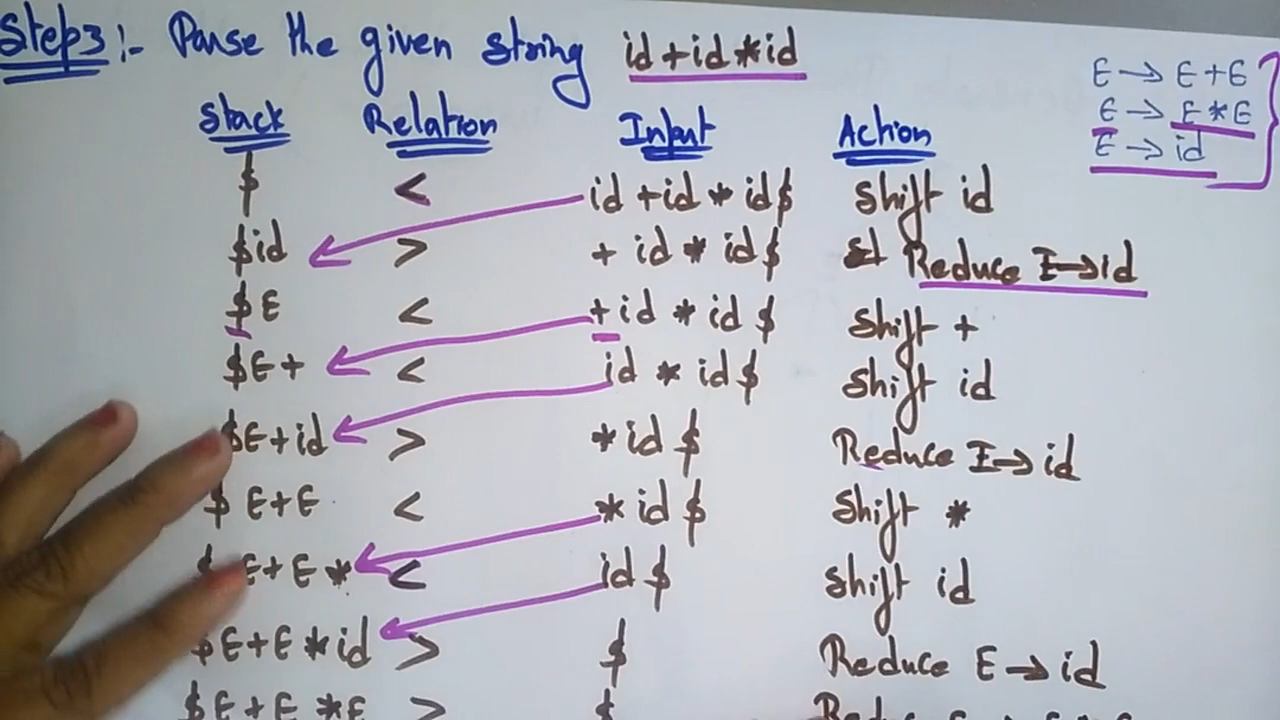 Step3:- Parse the given string id+id*id
E → E+E
E → E*E
E → id
Stack Relation Input Action
$ < id +id * id$ Shift id
$id > + id * id$ Reduce E→id
$E < +id * id $ Shift +
$E+ < id * id$ Shift id
$E+id > *id $ Reduce E→id
$ E+E < * id $ Shift *
$ E+E* < id $ Shift id
$E+E*id > $ Reduce E→id
$E+E*E > $ Reduce